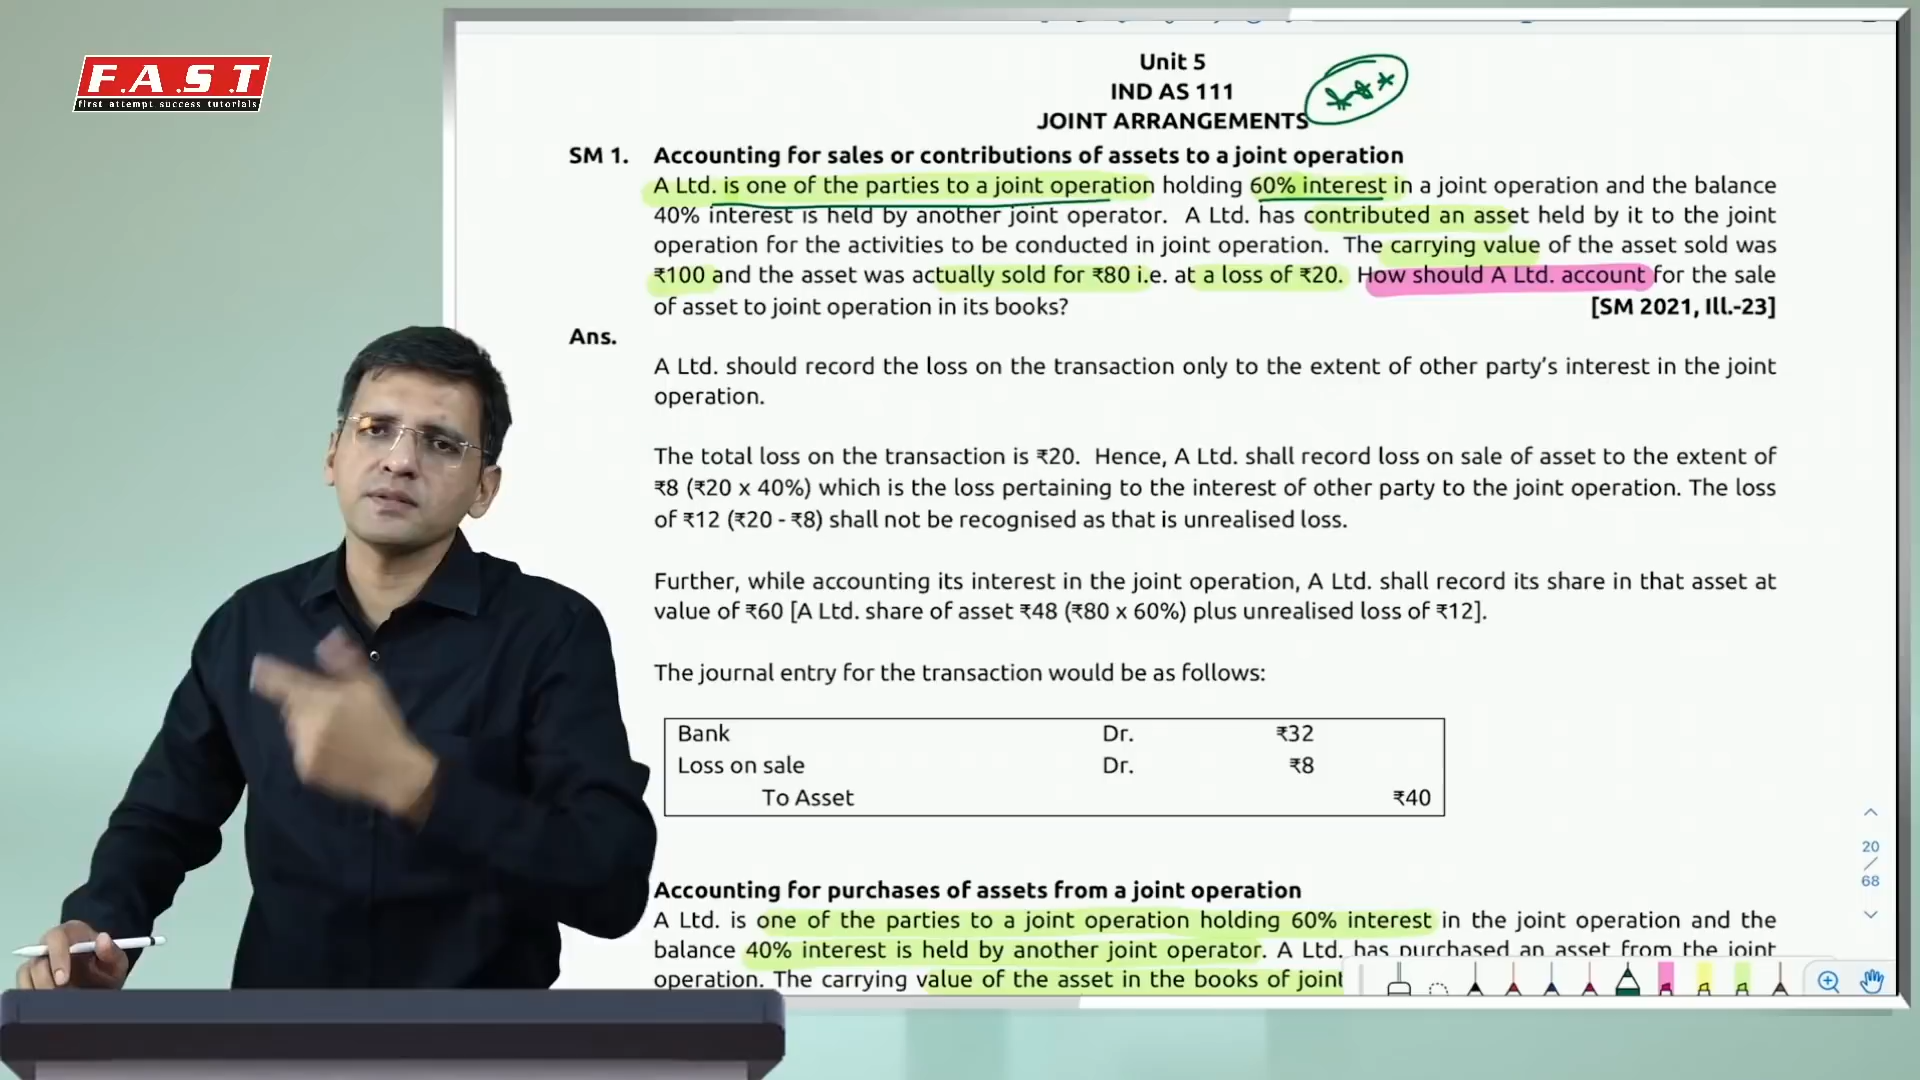 F.A.S.T
first attempt success tutorials
Unit 5
IND AS 111
JOINT ARRANGEMENTS
SM 1. Accounting for sales or contributions of assets to a joint operation
A Ltd. is one of the parties to a joint operation holding 60% interest in a joint operation and the balance
40% interest is held by another joint operator. A Ltd. has contributed an asset held by it to the joint
operation for the activities to be conducted in joint operation. The carrying value of the asset sold was
₹100 and the asset was actually sold for ₹80 i.e. at a loss of ₹20. How should A Ltd. account for the sale
of asset to joint operation in its books? [SM 2021, Ill.-23]
Ans.
A Ltd. should record the loss on the transaction only to the extent of other party’s interest in the joint
operation.
The total loss on the transaction is ₹20. Hence, A Ltd. shall record loss on sale of asset to the extent of
₹8 (₹20 x 40%) which is the loss pertaining to the interest of other party to the joint operation. The loss
of ₹12 (₹20 - ₹8) shall not be recognised as that is unrealised loss.
Further, while accounting its interest in the joint operation, A Ltd. shall record its share in that asset at
value of ₹60 [A Ltd. share of asset ₹48 (₹80 x 60%) plus unrealised loss of ₹12].
The journal entry for the transaction would be as follows:
Bank Dr. ₹32
Loss on sale Dr. ₹8
To Asset ₹40
Accounting for purchases of assets from a joint operation
A Ltd. is one of the parties to a joint operation holding 60% interest in the joint operation and the
balance 40% interest is held by another joint operator. A Ltd. has purchased an asset from the joint
operation. The carrying value of the asset in the books of joint
20
/
68